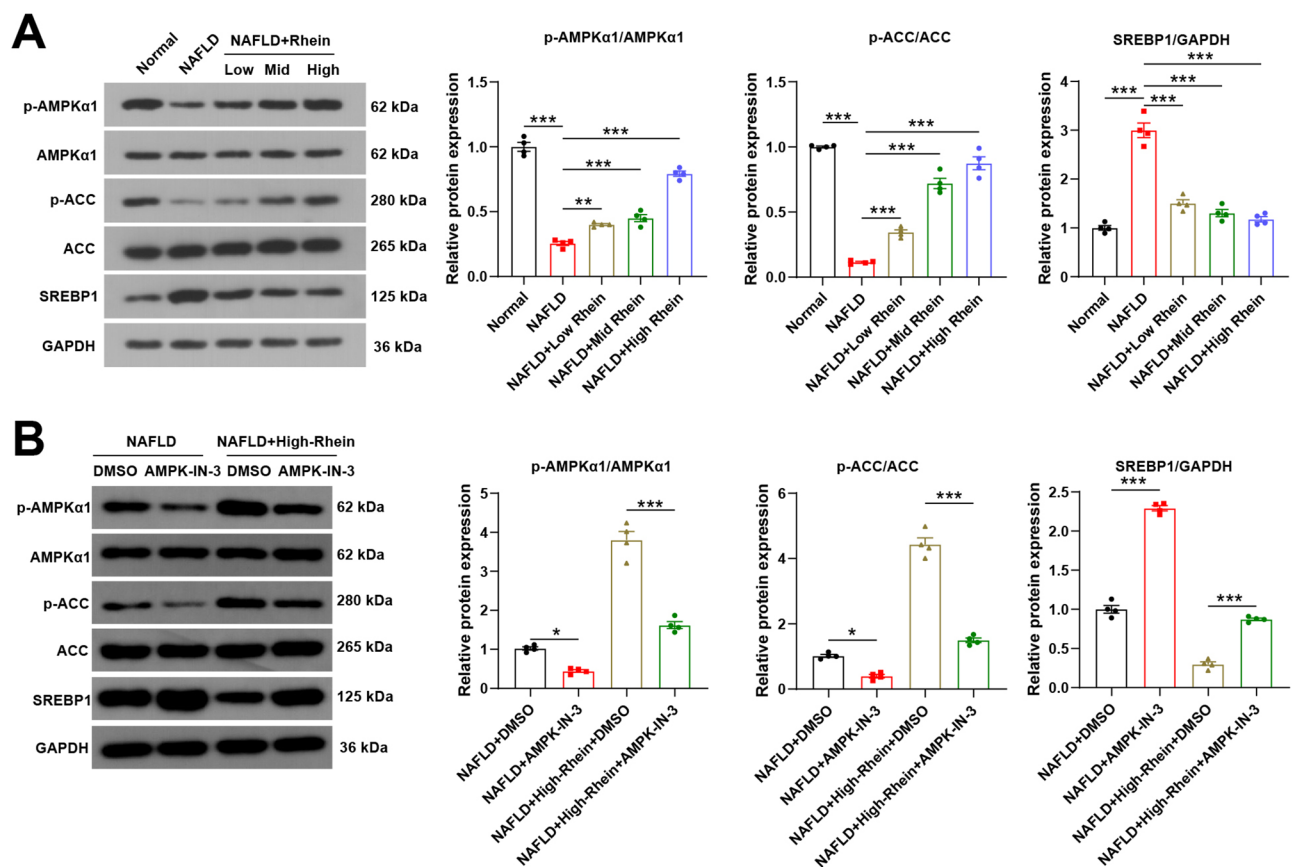 A
Normal
NAFLD
NAFLD+Rhein
Low Mid High
p-AMPKα1 62 kDa
AMPKα1 62 kDa
p-ACC 280 kDa
ACC 265 kDa
SREBP1 125 kDa
GAPDH 36 kDa
p-AMPKα1/AMPKα1
Relative protein expression
1.5
1.0
0.5
0.0
***
***
***
**
Normal
NAFLD
NAFLD+Low Rhein
NAFLD+Mid Rhein
NAFLD+High Rhein
p-ACC/ACC
Relative protein expression
1.5
1.0
0.5
0.0
***
***
***
***
Normal
NAFLD
NAFLD+Low Rhein
NAFLD+Mid Rhein
NAFLD+High Rhein
SREBP1/GAPDH
Relative protein expression
4
3
2
1
0
***
***
***
***
Normal
NAFLD
NAFLD+Low Rhein
NAFLD+Mid Rhein
NAFLD+High Rhein
B
NAFLD NAFLD+High-Rhein
DMSO AMPK-IN-3 DMSO AMPK-IN-3
p-AMPKα1 62 kDa
AMPKα1 62 kDa
p-ACC 280 kDa
ACC 265 kDa
SREBP1 125 kDa
GAPDH 36 kDa
p-AMPKα1/AMPKα1
Relative protein expression
5
4
3
2
1
0
*
***
NAFLD+DMSO
NAFLD+AMPK-IN-3
NAFLD+High-Rhein+DMSO
NAFLD+High-Rhein+AMPK-IN-3
p-ACC/ACC
Relative protein expression
6
4
2
0
*
***
NAFLD+DMSO
NAFLD+AMPK-IN-3
NAFLD+High-Rhein+DMSO
NAFLD+High-Rhein+AMPK-IN-3
SREBP1/GAPDH
Relative protein expression
2.5
2.0
1.5
1.0
0.5
0.0
***
***
NAFLD+DMSO
NAFLD+AMPK-IN-3
NAFLD+High-Rhein+DMSO
NAFLD+High-Rhein+AMPK-IN-3